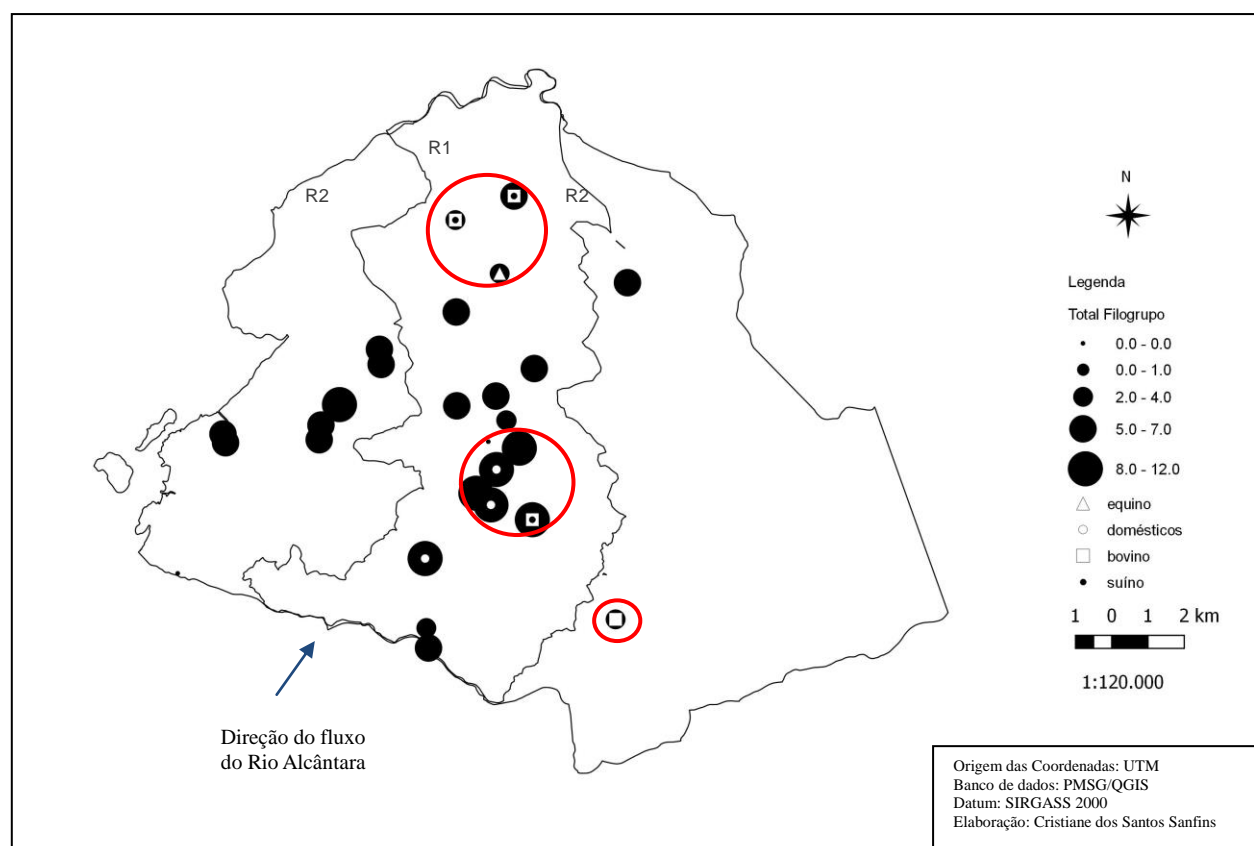 R1
R2
R2
N
Legenda
Total Filogrupo
0.0 - 0.0
0.0 - 1.0
2.0 - 4.0
5.0 - 7.0
8.0 - 12.0
equino
domésticos
bovino
suíno
1 0 1 2 km
1:120.000
Direção do fluxo
do Rio Alcântara
Origem das Coordenadas: UTM
Banco de dados: PMSG/QGIS
Datum: SIRGASS 2000
Elaboração: Cristiane dos Santos Sanfins